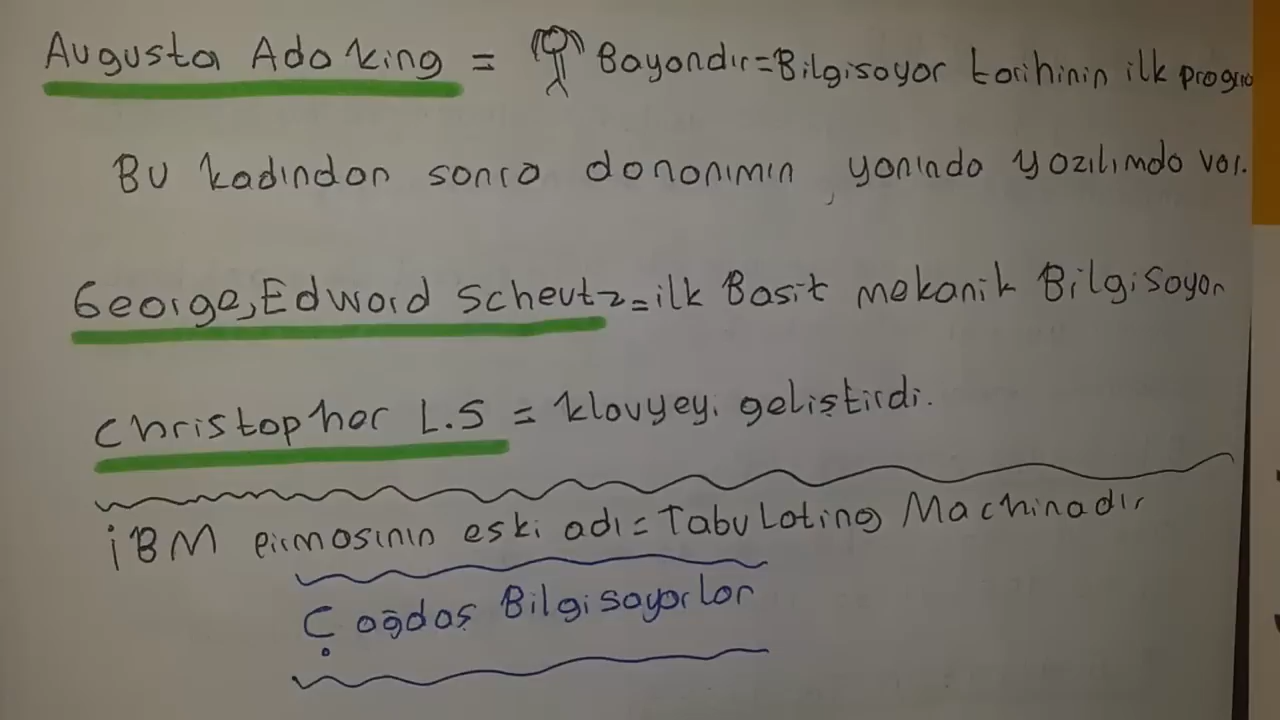 Augusta Ada King = Bayandır = Bilgisayar tarihinin ilk progra
Bu kadından sonra donanımın yanında yazılımda var.
George, Edward Scheutz = ilk Basit mekanik Bilgisayar
Christopher L.S = klavyeyi geliştirdi.
İBM firmasının eski adı = Tabulating Machinadır
Çağdaş Bilgisayarlar